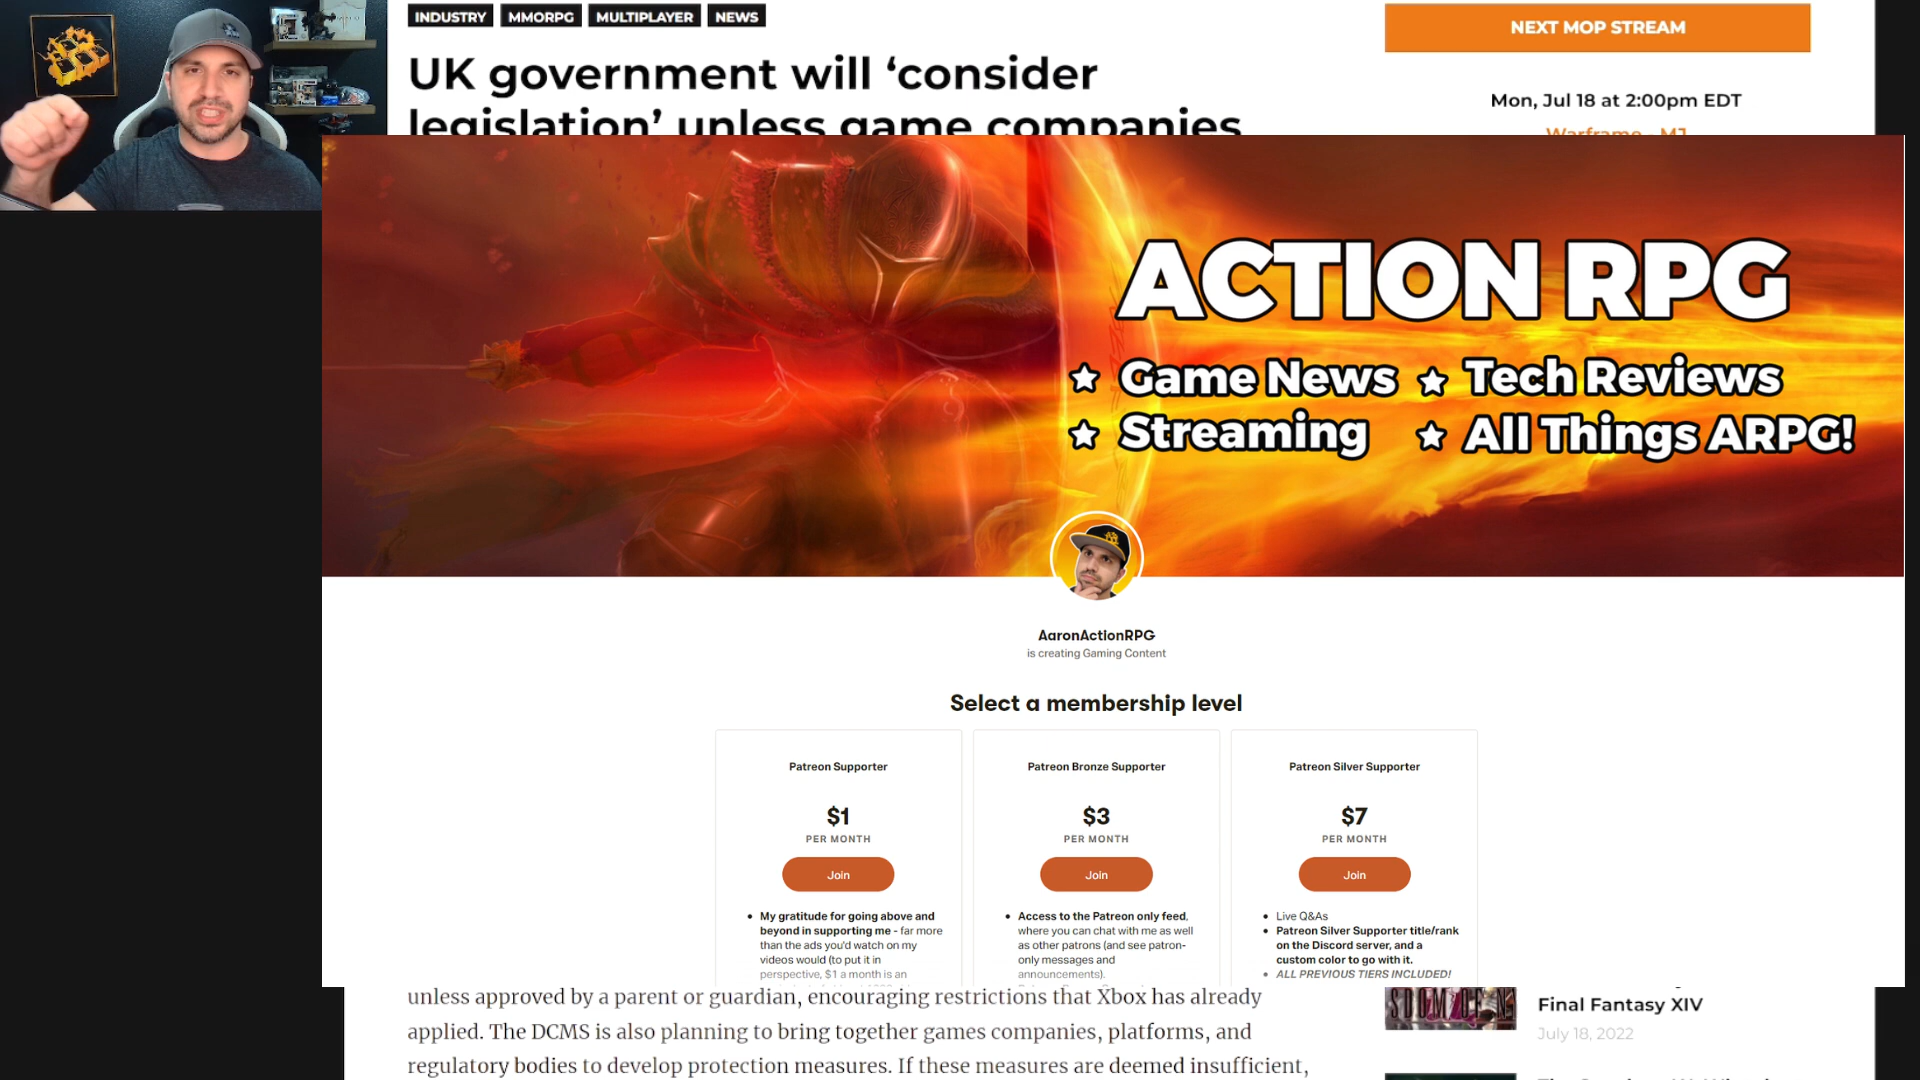 INDUSTRY MMORPG MULTIPLAYER NEWS
UK government will ‘consider
legislation’ unless game companies
NEXT MOP STREAM
Mon, Jul 18 at 2:00pm EDT
Warframe - MJ
ACTION RPG
Game News Tech Reviews
Streaming All Things ARPG!
AaronActionRPG
is creating Gaming Content
Select a membership level
Patreon Supporter
$1
PER MONTH
Join
• My gratitude for going above and
beyond in supporting me - far more
than the ads you'd watch on my
videos would (to put it in
perspective, $1 a month is an
Patreon Bronze Supporter
$3
PER MONTH
Join
• Access to the Patreon only feed,
where you can chat with me as well
as other patrons (and see patron-
only messages and
announcements).
Patreon Silver Supporter
$7
PER MONTH
Join
• Live Q&As
• Patreon Silver Supporter title/rank
on the Discord server, and a
custom color to go with it.
• ALL PREVIOUS TIERS INCLUDED!
unless approved by a parent or guardian, encouraging restrictions that Xbox has already
applied. The DCMS is also planning to bring together games companies, platforms, and
regulatory bodies to develop protection measures. If these measures are deemed insufficient,
Final Fantasy XIV
July 18, 2022